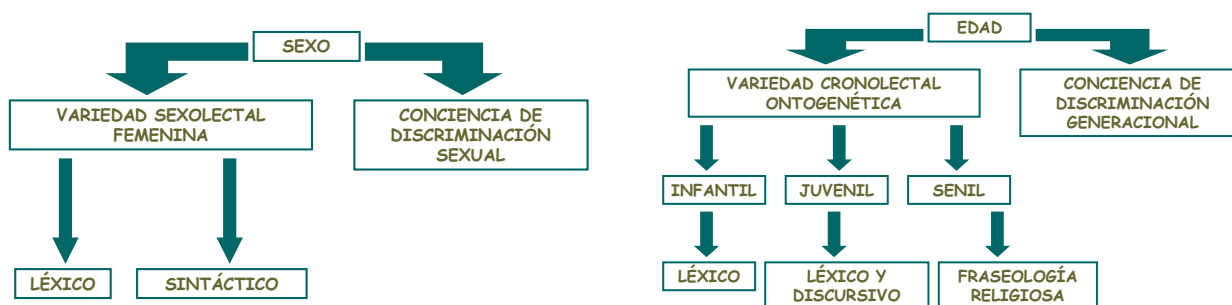 SEXO
VARIEDAD SEXOLECTAL
FEMENINA
CONCIENCIA DE
DISCRIMINACIÓN
SEXUAL
LÉXICO
SINTÁCTICO
EDAD
VARIEDAD CRONOLECTAL
ONTOGENÉTICA
CONCIENCIA DE
DISCRIMINACIÓN
GENERACIONAL
INFANTIL
JUVENIL
SENIL
LÉXICO
LÉXICO Y
DISCURSIVO
FRASEOLOGÍA
RELIGIOSA